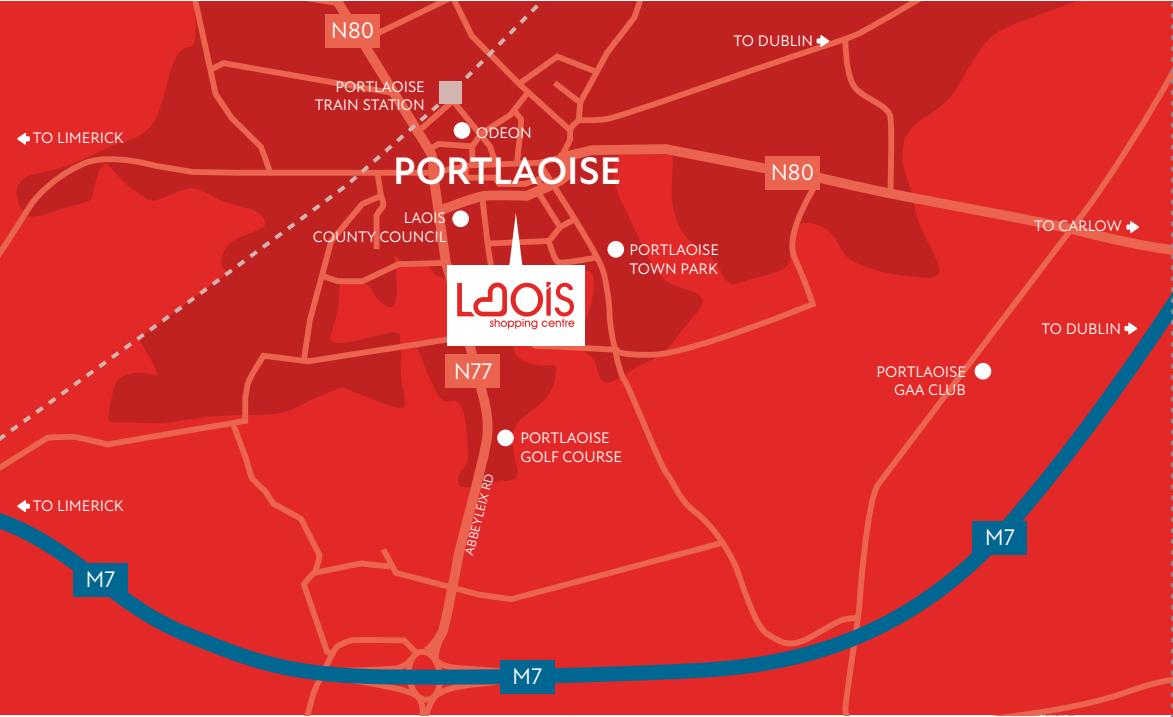 N80
TO DUBLIN
PORTLAOISE
TRAIN STATION
TO LIMERICK
ODEON
PORTLAOISE
N80
LAOIS
COUNTY COUNCIL
TO CARLOW
PORTLAOISE
TOWN PARK
LAOIS
shopping centre
TO DUBLIN
N77
PORTLAOISE
GAA CLUB
PORTLAOISE
GOLF COURSE
ABBEYLEIX RD
TO LIMERICK
M7
M7
M7